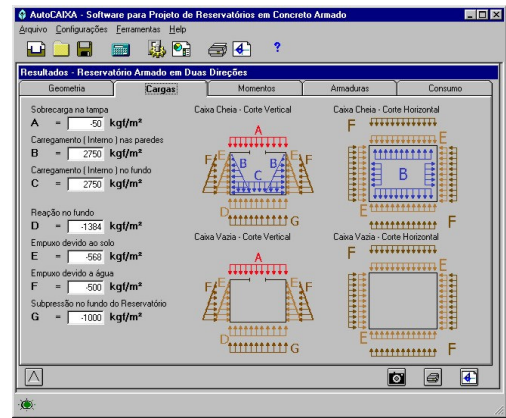 AutoCAIXA - Software para Projeto de Reservatórios em Concreto Armado
Arquivo Configurações Ferramentas Help
?
Resultados - Reservatório Armado em Duas Direções
Geometria Cargas Momentos Armaduras Consumo
Sobrecarga na tampa
A = -50 kgf/m²
Carregamento ( Interno ) nas paredes
B = 2750 kgf/m²
Carregamento ( Interno ) no fundo
C = 2750 kgf/m²
Reação no fundo
D = -1384 kgf/m²
Empuxo devido ao solo
E = -568 kgf/m²
Empuxo devido a água
F = -500 kgf/m²
Subpressão no fundo do Reservatório
G = -1000 kgf/m²
Caixa Cheia - Corte Vertical
A
F E B B E F
C
D
G
Caixa Cheia - Corte Horizontal
F
E
B
E
F
Caixa Vazia - Corte Vertical
A
F E E F
D
G
Caixa Vazia - Corte Horizontal
F
E
E
F